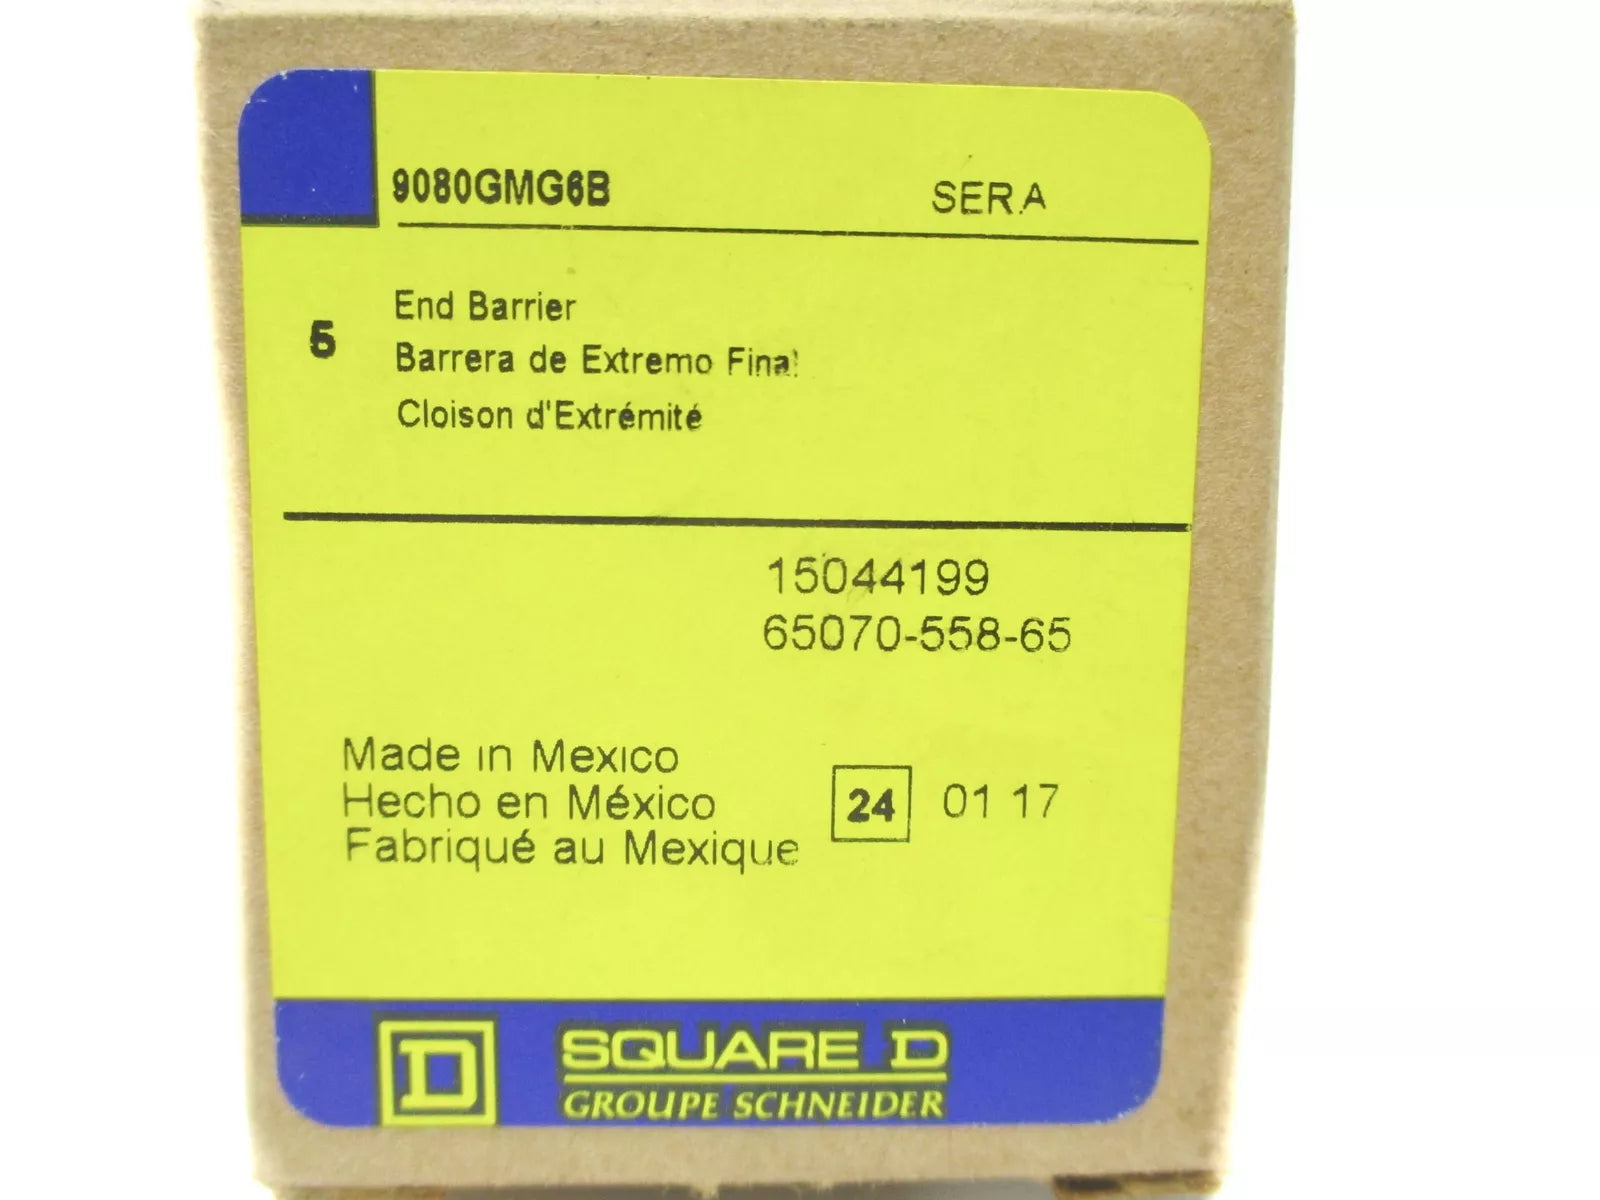 9080GMG6B SER.A
End Barrier
5 Barrera de Extremo Final
Cloison d'Extrémité
15044199
65070-558-65
Made in Mexico
Hecho en México 24 01 17
Fabriqué au Mexique
D SQUARE D
GROUPE SCHNEIDER